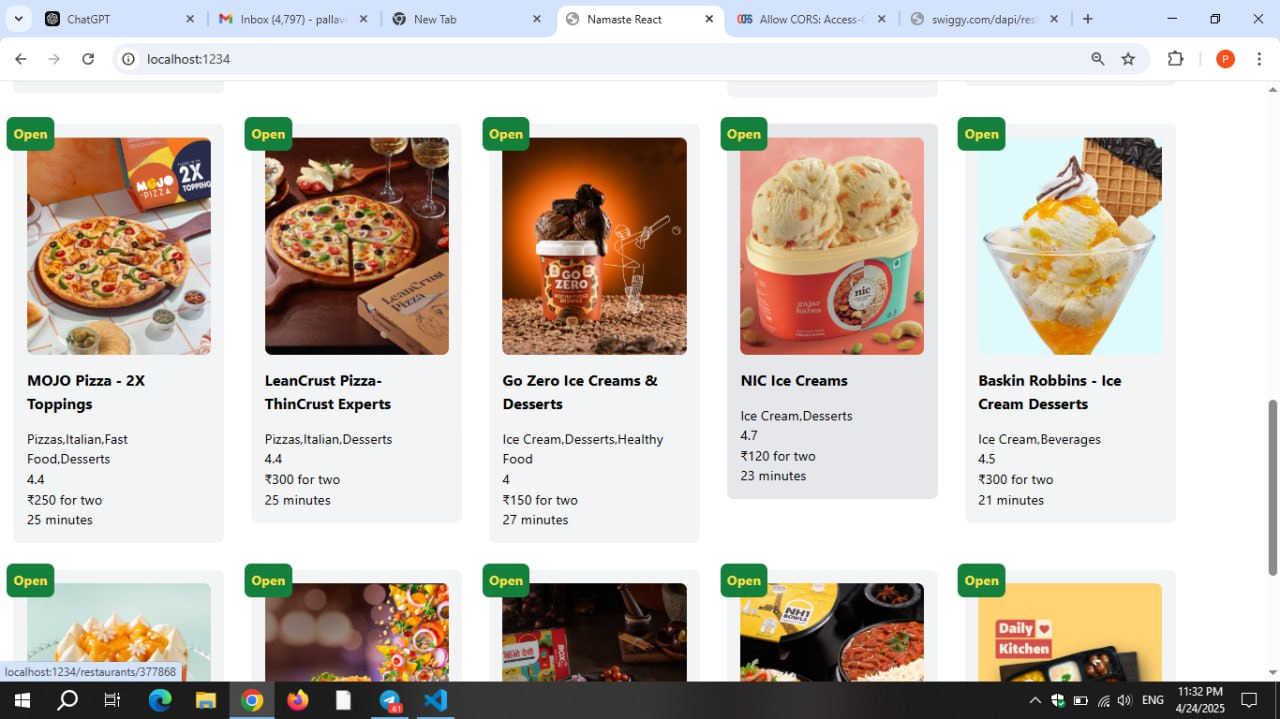 ChatGPT
Inbox (4,797) - pallavi
New Tab
Namaste React
Allow CORS: Access-C
swiggy.com/dapi/rest
localhost:1234
P
Open
Open
Open
Open
Open
MOJO PIZZA
2X TOPPING
LeanCrust Pizza
GO ZERO
nic
gajar halwa
MOJO Pizza - 2X
Toppings
Pizzas,Italian,Fast
Food,Desserts
4.4
₹250 for two
25 minutes
LeanCrust Pizza-
ThinCrust Experts
Pizzas,Italian,Desserts
4.4
₹300 for two
25 minutes
Go Zero Ice Creams &
Desserts
Ice Cream,Desserts,Healthy
Food
4
₹150 for two
27 minutes
NIC Ice Creams
Ice Cream,Desserts
4.7
₹120 for two
23 minutes
Baskin Robbins - Ice
Cream Desserts
Ice Cream,Beverages
4.5
₹300 for two
21 minutes
Open
Open
Open
Open
Open
NH1
BOWLS
Daily
Kitchen
localhost:1234/restaurants/377868
61
ENG
11:32 PM
4/24/2025